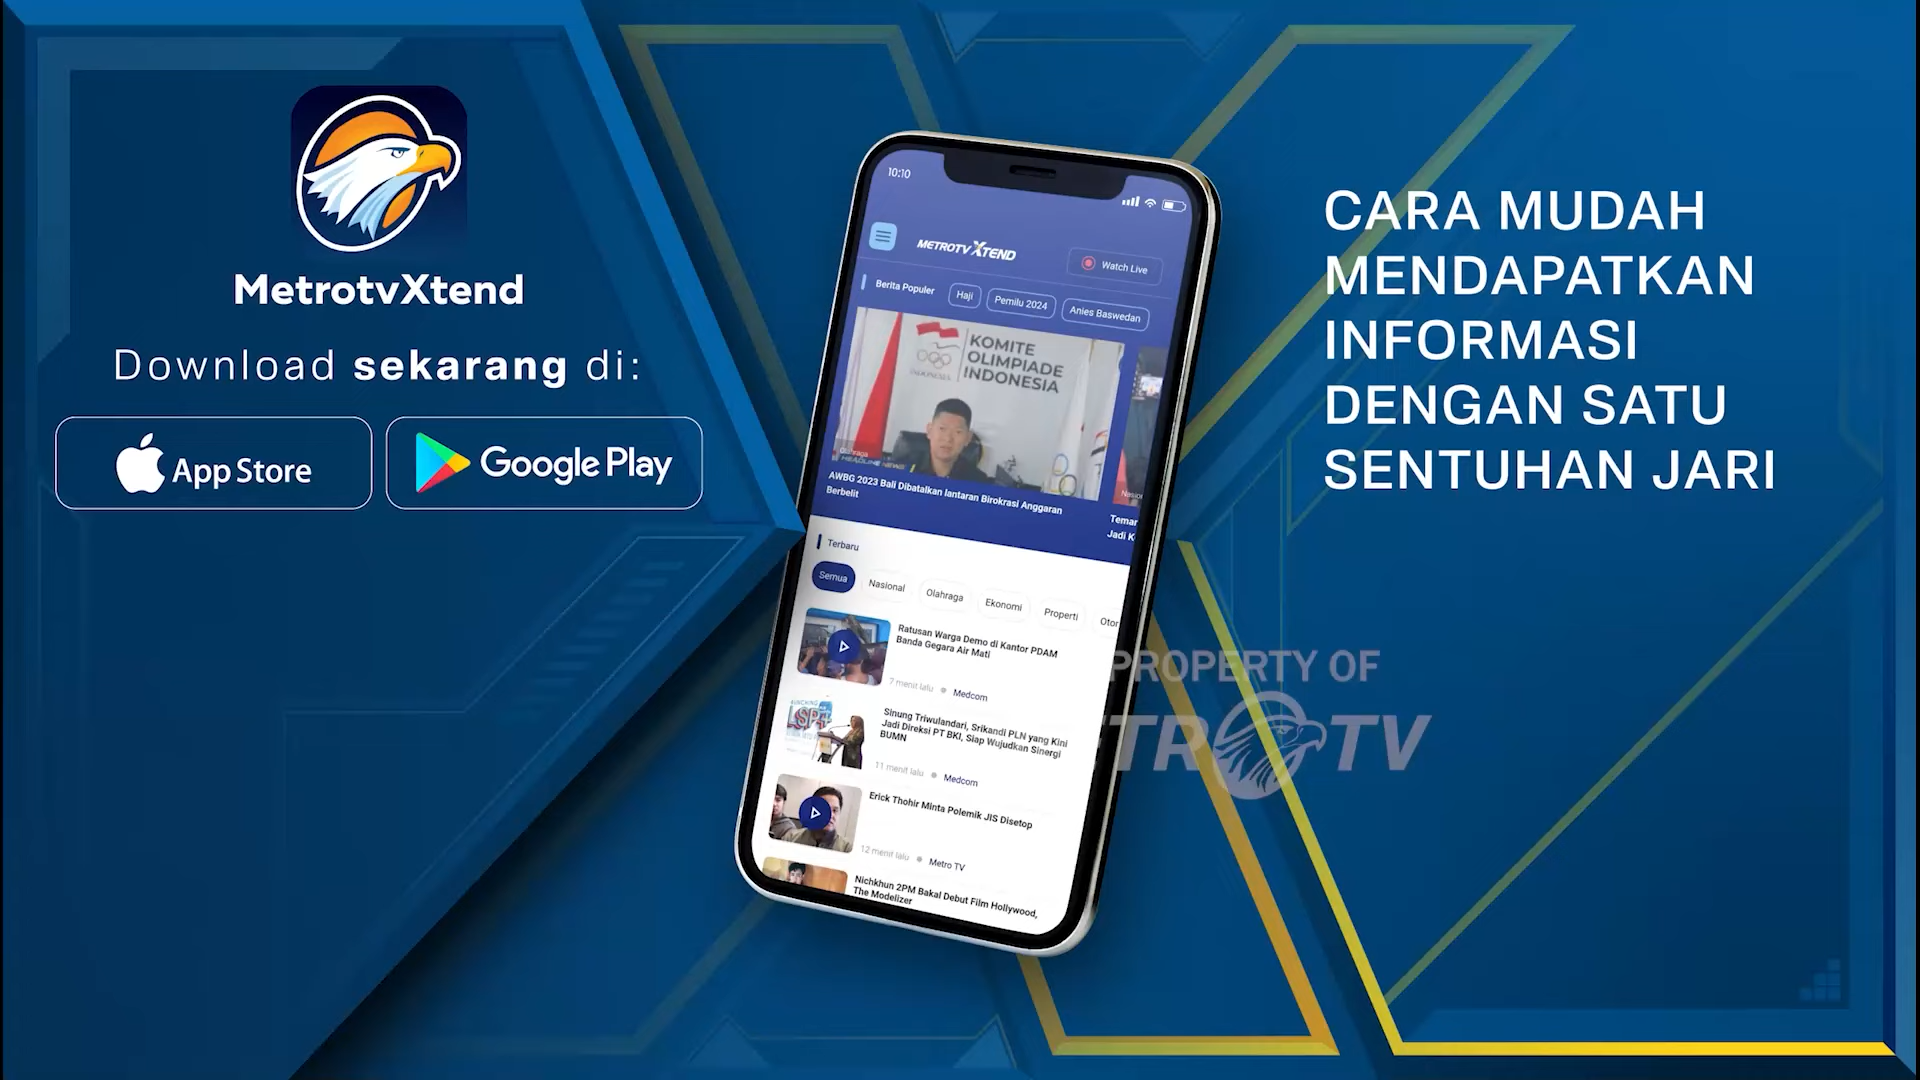 MetrotvXtend
Download sekarang di:
App Store
Google Play
10:10
METROTV XTEND
Watch Live
Berita Populer
Haji
Pemilu 2024
Anies Baswedan
KOMITE
OLIMPIADE
INDONESIA
Olahraga
HEADLINE NEWS
AWBG 2023 Bali Dibatalkan lantaran Birokrasi Anggaran
Berbelit
Terbaru
Semua
Nasional
Olahraga
Ekonomi
Properti
Ratusan Warga Demo di Kantor PDAM
Banda Gegara Air Mati
7 menit lalu
Medcom
Sinung Triwulandari, Srikandi PLN yang Kini
Jadi Direksi PT BKI, Siap Wujudkan Sinergi
BUMN
11 menit lalu
Medcom
Erick Thohir Minta Polemik JIS Disetop
12 menit lalu
Metro TV
Nichkhun 2PM Bakal Debut Film Hollywood,
The Modelizer
CARA MUDAH
MENDAPATKAN
INFORMASI
DENGAN SATU
SENTUHAN JARI
PROPERTY OF
TV